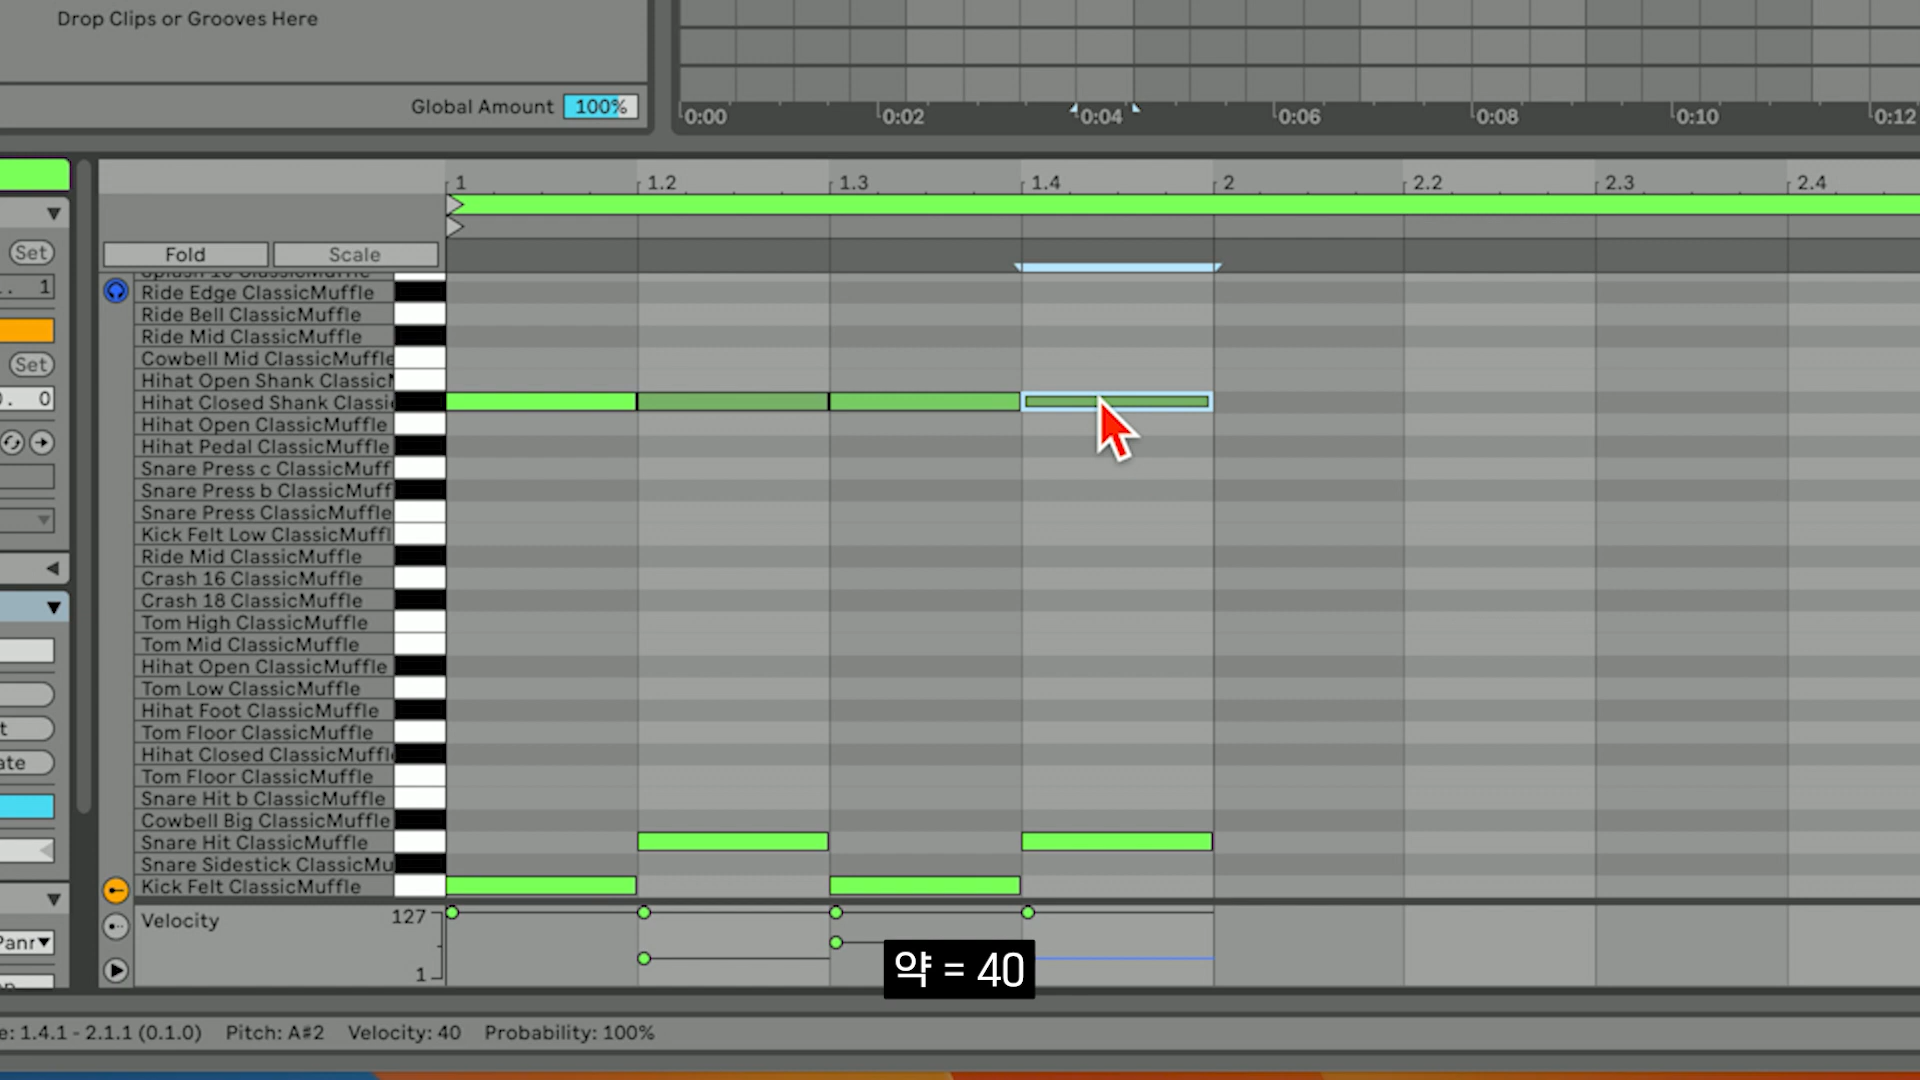 Drop Clips or Grooves Here
Global Amount 100%
0:00 0:02 0:04 0:06 0:08 0:10 0:12
1 1.2 1.3 1.4 2 2.2 2.3 2.4
Fold Scale
Set
1
Set
0
Ride Edge ClassicMuffle
Ride Bell ClassicMuffle
Ride Mid ClassicMuffle
Cowbell Mid ClassicMuffle
Hihat Open Shank Classic
Hihat Closed Shank Classi
Hihat Open ClassicMuffle
Hihat Pedal ClassicMuffle
Snare Press c ClassicMuff
Snare Press b ClassicMuff
Snare Press ClassicMuffle
Kick Felt Low ClassicMuffl
Ride Mid ClassicMuffle
Crash 16 ClassicMuffle
Crash 18 ClassicMuffle
Tom High ClassicMuffle
Tom Mid ClassicMuffle
Hihat Open ClassicMuffle
Tom Low ClassicMuffle
Hihat Foot ClassicMuffle
Tom Floor ClassicMuffle
Hihat Closed ClassicMuffl
Tom Floor ClassicMuffle
Snare Hit b ClassicMuffle
Cowbell Big ClassicMuffle
Snare Hit ClassicMuffle
Snare Sidestick ClassicMu
Kick Felt ClassicMuffle
Velocity 127
1
약 = 40
e: 1.4.1 - 2.1.1 (0.1.0) Pitch: A#2 Velocity: 40 Probability: 100%